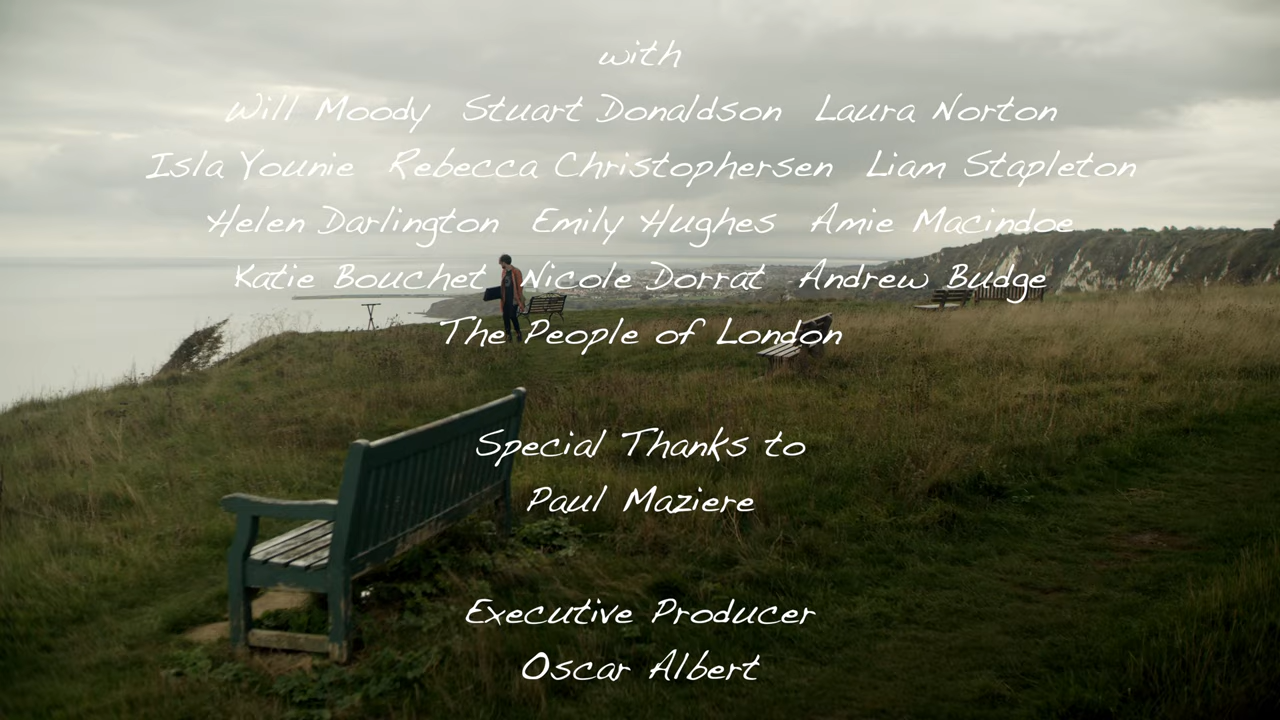 with
Will Moody Stuart Donaldson Laura Norton
Isla Younie Rebecca Christophersen Liam Stapleton
Helen Darlington Emily Hughes Amie Macindoe
Katie Bouchet Nicole Dorrat Andrew Budge
The People of London
Special Thanks to
Paul Maziere
Executive Producer
Oscar Albert